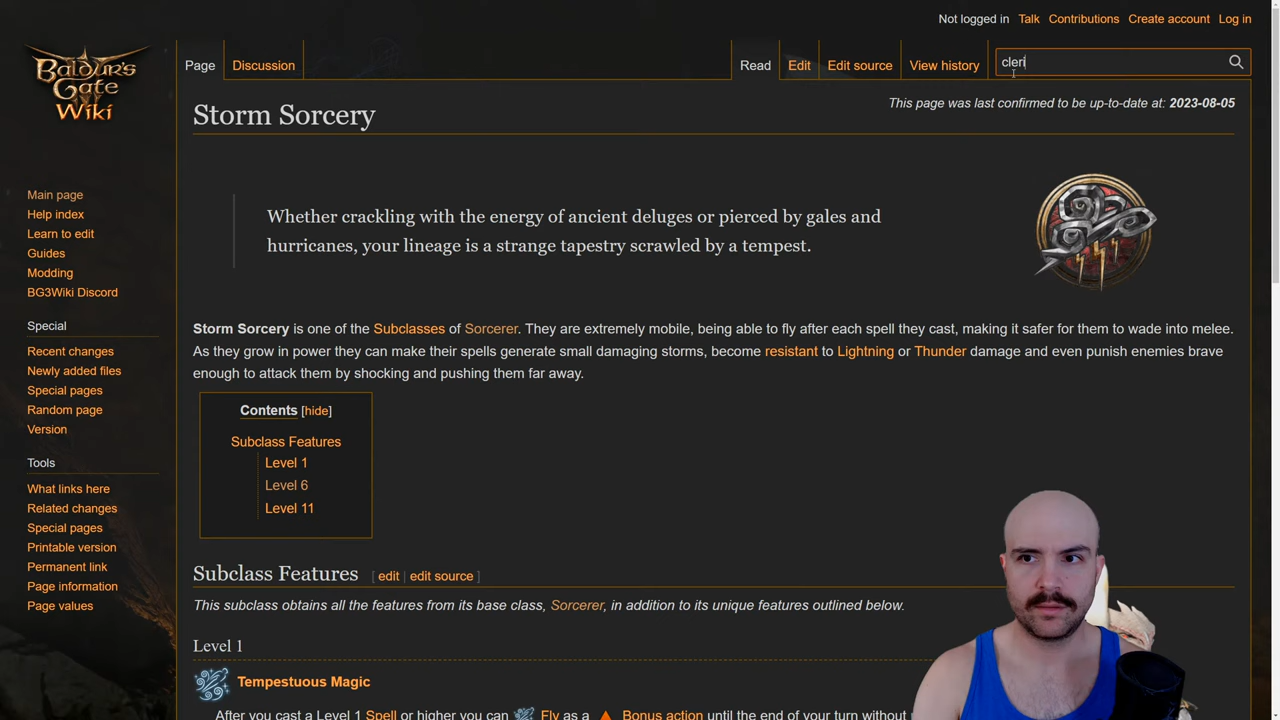 Not logged in Talk Contributions Create account Log in
Baldur's Gate Wiki
Page Discussion Read Edit Edit source View history cleri
This page was last confirmed to be up-to-date at: 2023-08-05
Storm Sorcery
Whether crackling with the energy of ancient deluges or pierced by gales and
hurricanes, your lineage is a strange tapestry scrawled by a tempest.
Main page
Help index
Learn to edit
Guides
Modding
BG3Wiki Discord
Special
Recent changes
Newly added files
Special pages
Random page
Version
Tools
What links here
Related changes
Special pages
Printable version
Permanent link
Page information
Page values
Storm Sorcery is one of the Subclasses of Sorcerer. They are extremely mobile, being able to fly after each spell they cast, making it safer for them to wade into melee.
As they grow in power they can make their spells generate small damaging storms, become resistant to Lightning or Thunder damage and even punish enemies brave
enough to attack them by shocking and pushing them far away.
Contents [hide]
Subclass Features
Level 1
Level 6
Level 11
Subclass Features [ edit | edit source ]
This subclass obtains all the features from its base class, Sorcerer, in addition to its unique features outlined below.
Level 1
Tempestuous Magic
After you cast a Level 1 Spell or higher you can Fly as a Bonus action until the end of your turn without